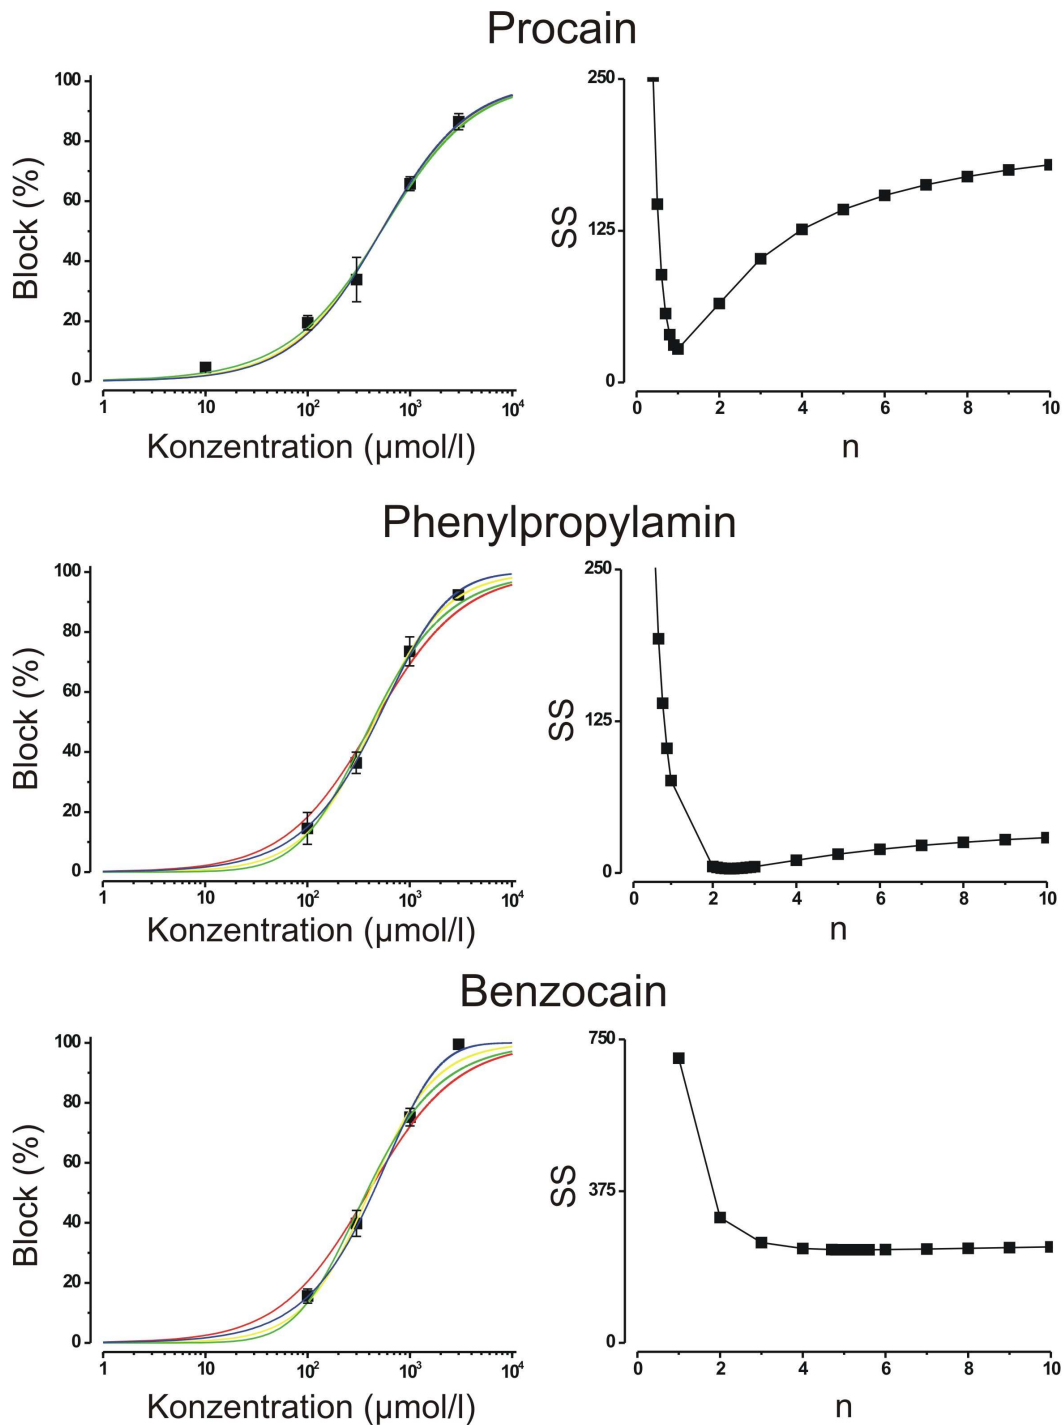 Procain
Block (%)
100
80
60
40
20
0
1 10 10² 10³ 10⁴
Konzentration (µmol/l)
SS
250
125
0
0 2 4 6 8 10
n
Phenylpropylamin
Block (%)
100
80
60
40
20
0
1 10 10² 10³ 10⁴
Konzentration (µmol/l)
SS
250
125
0
0 2 4 6 8 10
n
Benzocain
Block (%)
100
80
60
40
20
0
1 10 10² 10³ 10⁴
Konzentration (µmol/l)
SS
750
375
0
0 2 4 6 8 10
n